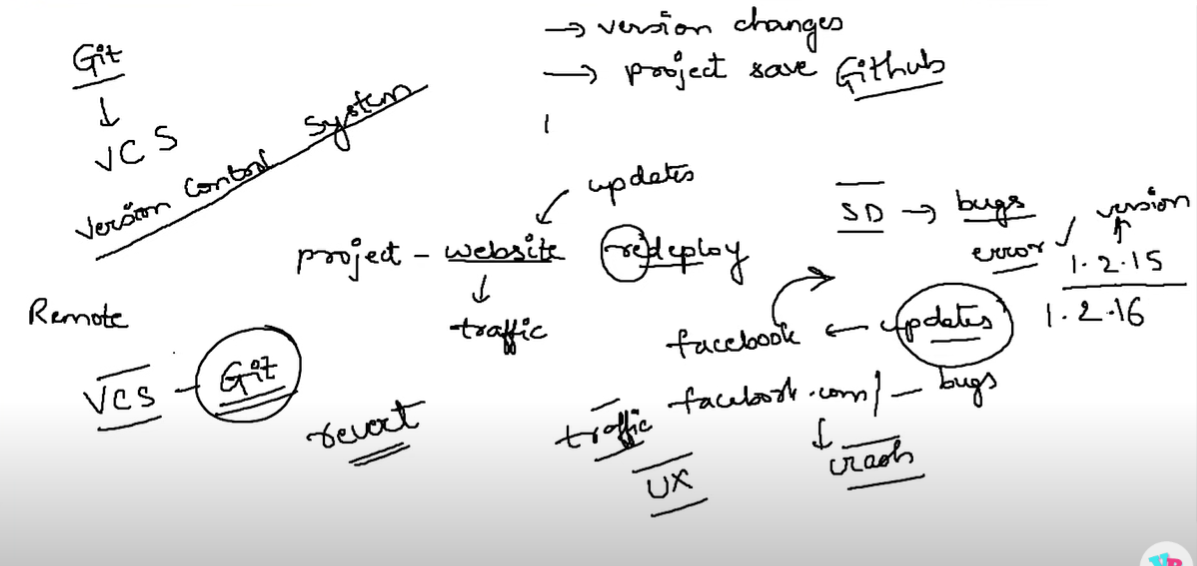 Git
VCS
Version Control System
→ version changes
→ project save Github
updates
project - website redeploy
traffic
SD → bugs
error
version
1.2.15
1.2.16
facebook ← updates
facebook.com/ - bugs
crash
traffic
UX
Remote
VCS - Git
revert